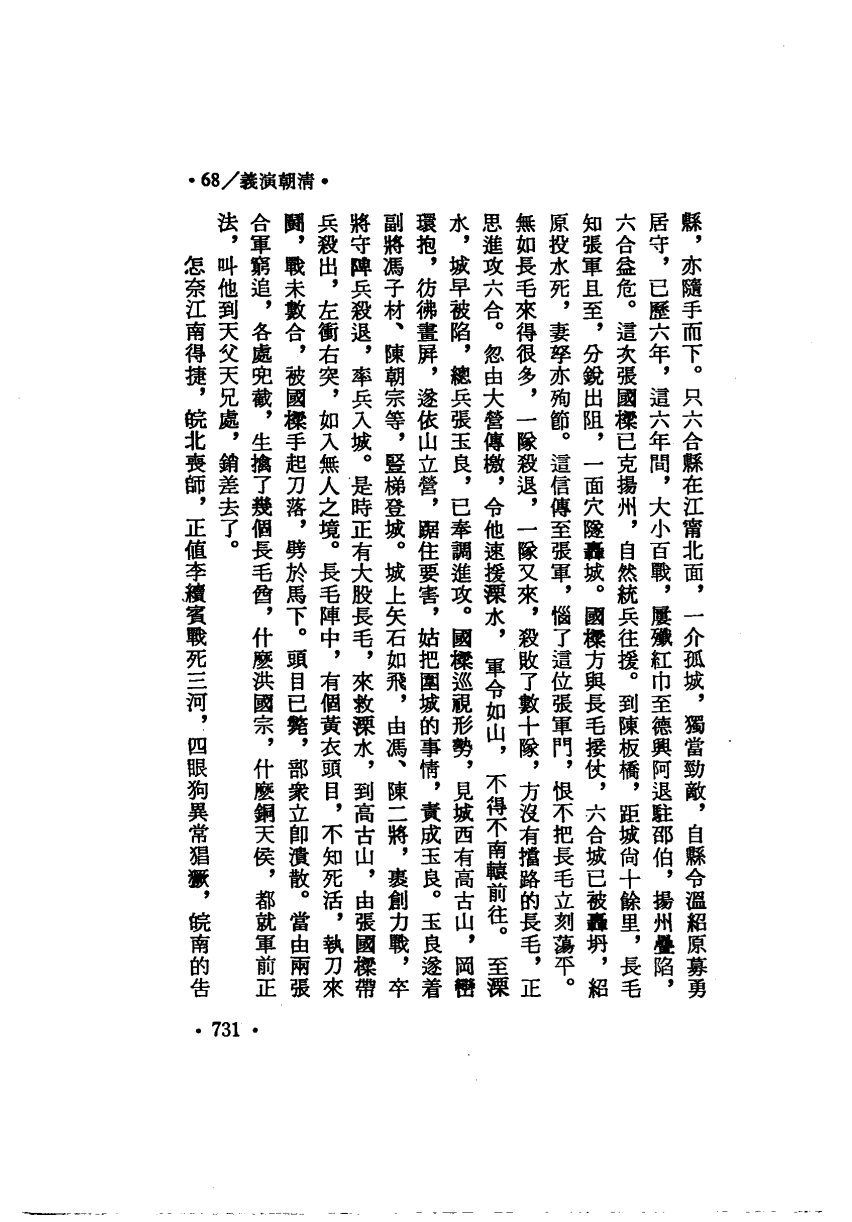 •68／義演朝清•
縣，亦隨手而下。只六合縣在江甯北面，一介孤城，獨當勁敵，自縣令溫紹原募勇
居守，已歷六年，這六年間，大小百戰，屢殲紅巾至德興阿退駐邵伯，揚州疊陷，
六合益危。這次張國樑已克揚州，自然統兵往援。到陳板橋，距城尙十餘里，長毛
知張軍且至，分銳出阻，一面穴隧轟城。國樑方與長毛接仗，六合城已被轟坍，紹
原投水死，妻孥亦殉節。這信傳至張軍，惱了這位張軍門，恨不把長毛立刻蕩平。
無如長毛來得很多，一隊殺退，一隊又來，殺敗了數十隊，方沒有擋路的長毛，正
思進攻六合。忽由大營傳檄，令他速援溧水，軍令如山，不得不南轅前往。至溧
水，城早被陷，總兵張玉良，已奉調進攻。國樑巡視形勢，見城西有高古山，岡巒
環抱，彷彿畫屏，遂依山立營，踞住要害，姑把圍城的事情，責成玉良。玉良遂着
副將馮子材、陳朝宗等，豎梯登城。城上矢石如飛，由馮、陳二將，裹創力戰，卒
將守陴兵殺退，率兵入城。是時正有大股長毛，來救溧水，到高古山，由張國樑帶
兵殺出，左衝右突，如入無人之境。長毛陣中，有個黃衣頭目，不知死活，執刀來
鬪，戰未數合，被國樑手起刀落，劈於馬下。頭目已斃，部衆立卽潰散。當由兩張
合軍窮追，各處兜截，生擒了幾個長毛酋，什麼洪國宗，什麼銅天侯，都就軍前正
法，叫他到天父天兄處，銷差去了。
怎奈江南得捷，皖北喪師，正値李續賓戰死三河，四眼狗異常猖獗，皖南的吿
•731•